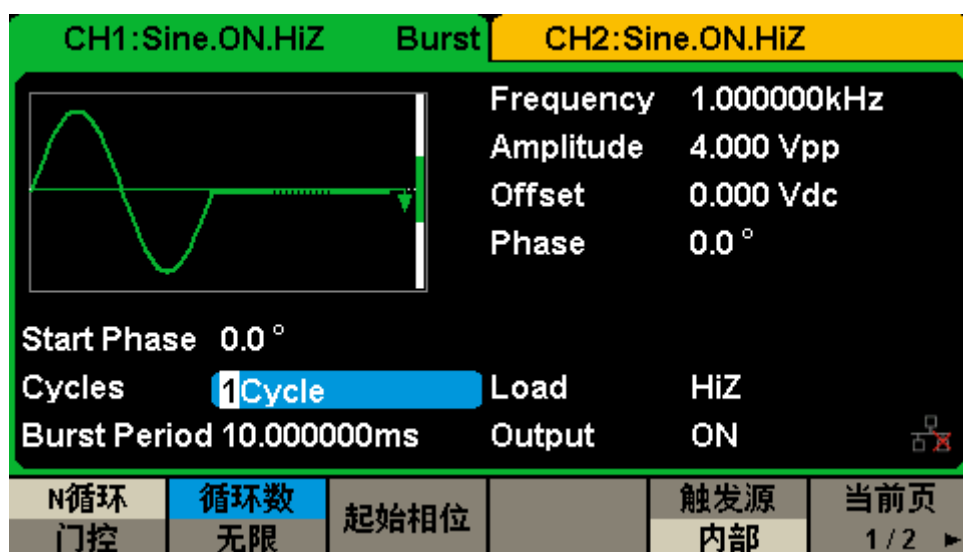 CH1:Sine.ON.HiZ Burst CH2:Sine.ON.HiZ
Frequency 1.000000kHz
Amplitude 4.000 Vpp
Offset 0.000 Vdc
Phase 0.0 °
Start Phase 0.0 °
Cycles 1Cycle Load HiZ
Burst Period 10.000000ms Output ON
N循环 循环数 起始相位 触发源 当前页
门控 无限 内部 1/2 ►